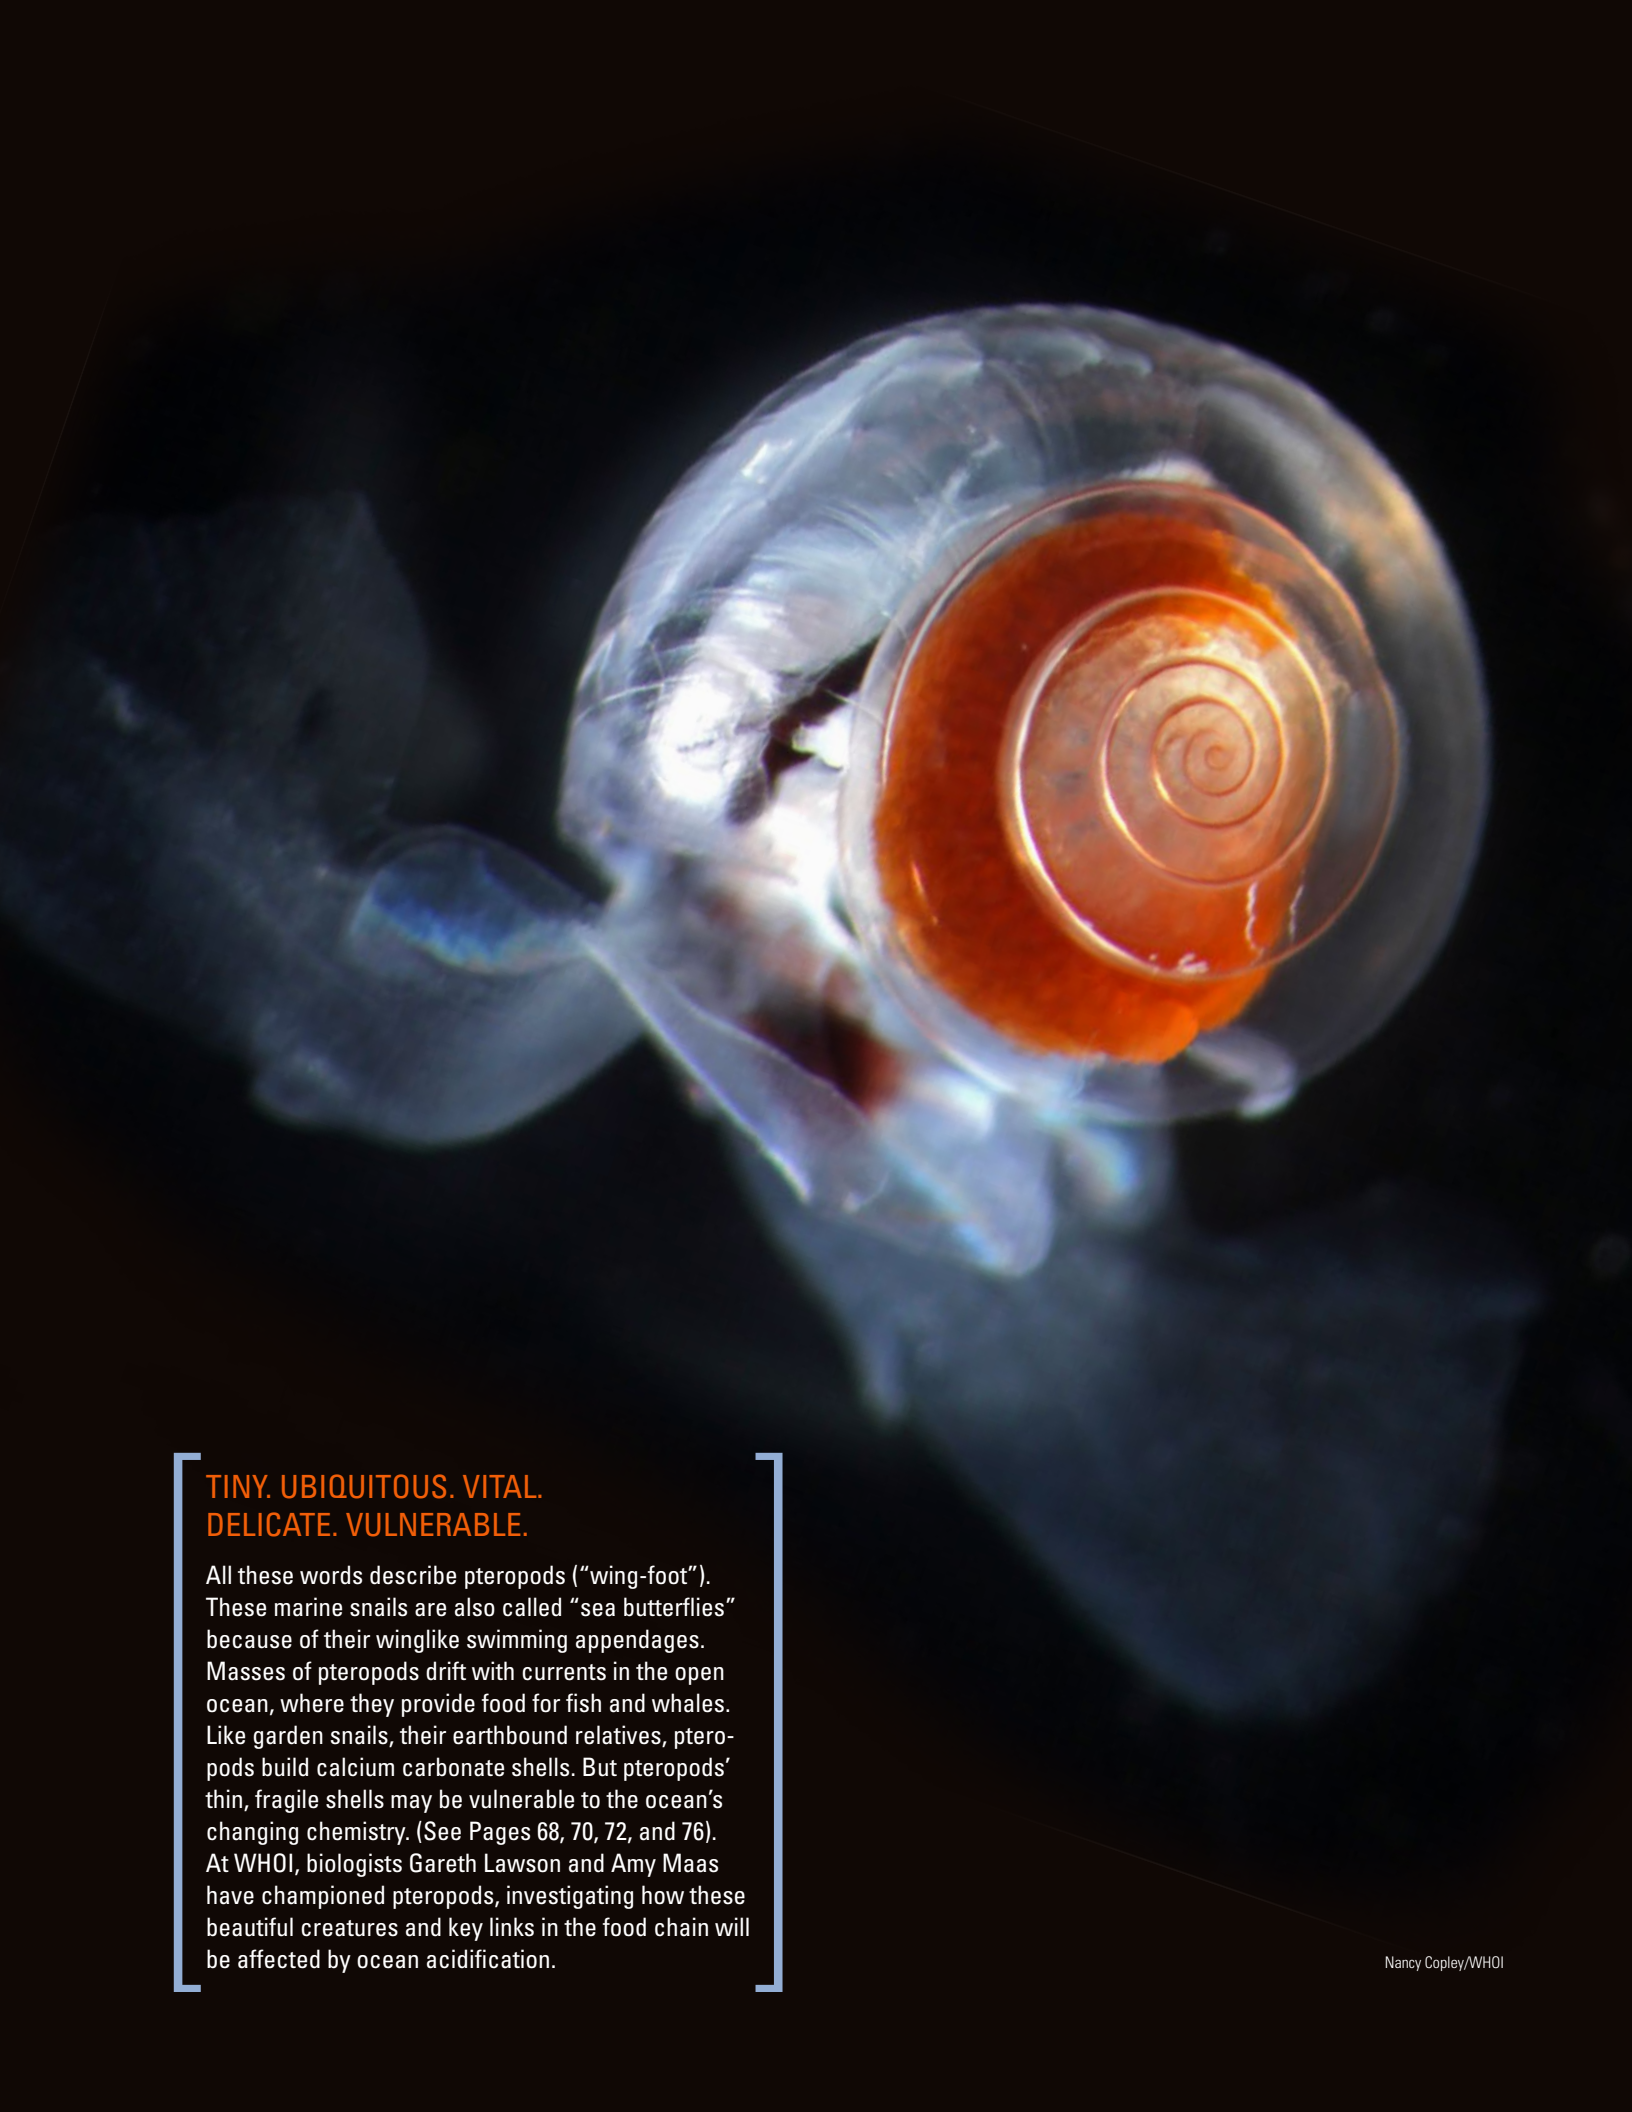 TINY. UBIQUITOUS. VITAL.
DELICATE. VULNERABLE.
All these words describe pteropods (“wing-foot”).
These marine snails are also called “sea butterflies”
because of their winglike swimming appendages.
Masses of pteropods drift with currents in the open
ocean, where they provide food for fish and whales.
Like garden snails, their earthbound relatives, ptero-
pods build calcium carbonate shells. But pteropods’
thin, fragile shells may be vulnerable to the ocean’s
changing chemistry. (See Pages 68, 70, 72, and 76).
At WHOI, biologists Gareth Lawson and Amy Maas
have championed pteropods, investigating how these
beautiful creatures and key links in the food chain will
be affected by ocean acidification.
Nancy Copley/WHOI